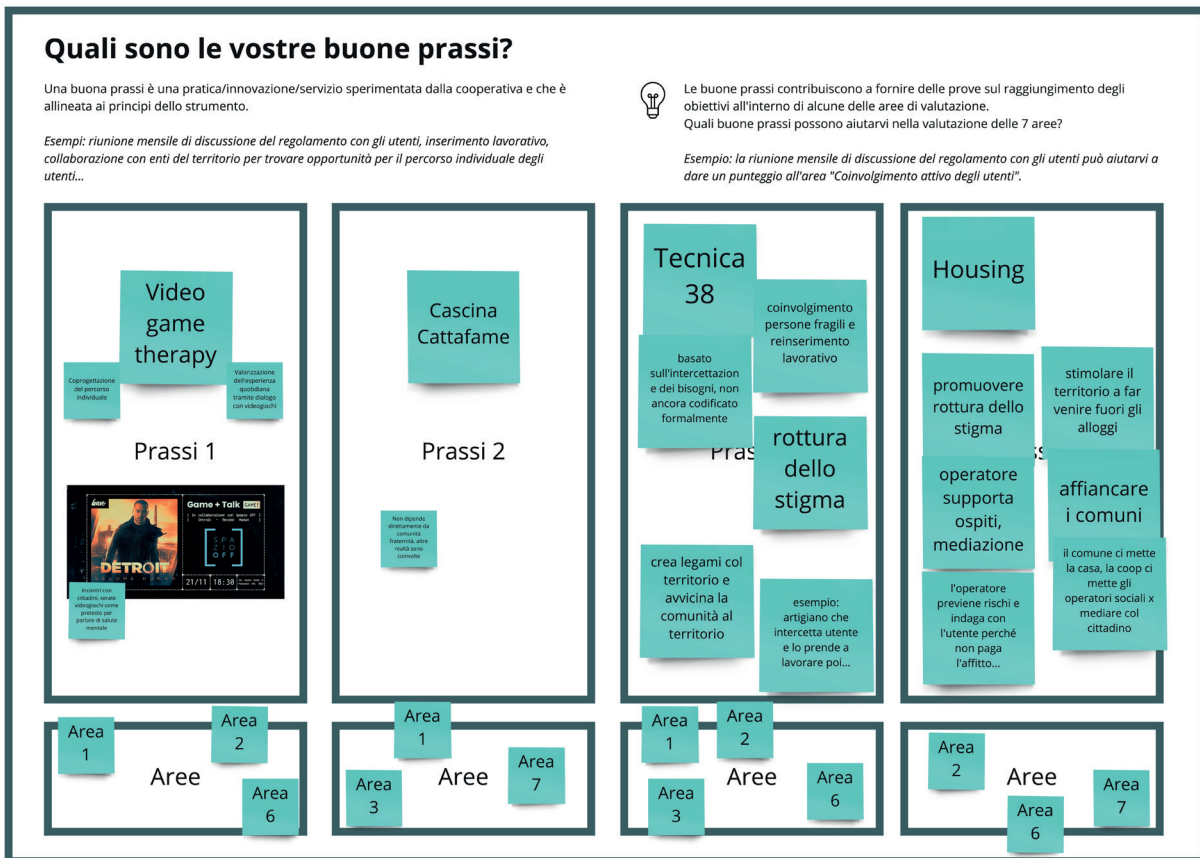 Quali sono le vostre buone prassi?
Una buona prassi è una pratica/innovazione/servizio sperimentata dalla cooperativa e che è
allineata ai principi dello strumento.
Esempi: riunione mensile di discussione del regolamento con gli utenti, inserimento lavorativo,
collaborazione con enti del territorio per trovare opportunità per il percorso individuale degli
utenti...
Le buone prassi contribuiscono a fornire delle prove sul raggiungimento degli
obiettivi all'interno di alcune delle aree di valutazione.
Quali buone prassi possono aiutarvi nella valutazione delle 7 aree?
Esempio: la riunione mensile di discussione del regolamento con gli utenti può aiutarvi a
dare un punteggio all'area "Coinvolgimento attivo degli utenti".
Video
game
therapy
Coprogettazione
del percorso
individuale
Valorizzazione
dell'esperienza
quotidiana
tramite dialogo
con videogiochi
Prassi 1
Game + Talk
DETROIT
SPA
ZIO
OFF
21/11
18:30
Incontri con
cittadini, serate
videogiochi come
pretesto per
parlare di salute
mentale
Area
1
Area
2
Aree
Area
6
Cascina
Cattafame
Prassi 2
Non dipende
direttamente da
comunità
fraternità, altre
realtà sono
coinvolte
Area
1
Aree
Area
7
Area
3
Tecnica
38
coinvolgimento
persone fragili e
reinserimento
lavorativo
basato
sull'intercettazion
e dei bisogni, non
ancora codificato
formalmente
Pras
rottura
dello
stigma
crea legami col
territorio e
avvicina la
comunità al
territorio
esempio:
artigiano che
intercetta utente
e lo prende a
lavorare poi...
Area
1
Area
2
Aree
Area
3
Area
6
Housing
promuovere
rottura dello
stigma
stimolare il
territorio a far
venire fuori gli
alloggi
operatore
supporta
ospiti,
mediazione
affiancare
i comuni
l'operatore
previene rischi e
indaga con
l'utente perché
non paga
l'affitto...
il comune ci mette
la casa, la coop ci
mette gli
operatori sociali x
mediare col
cittadino
Area
2
Aree
Area
6
Area
7